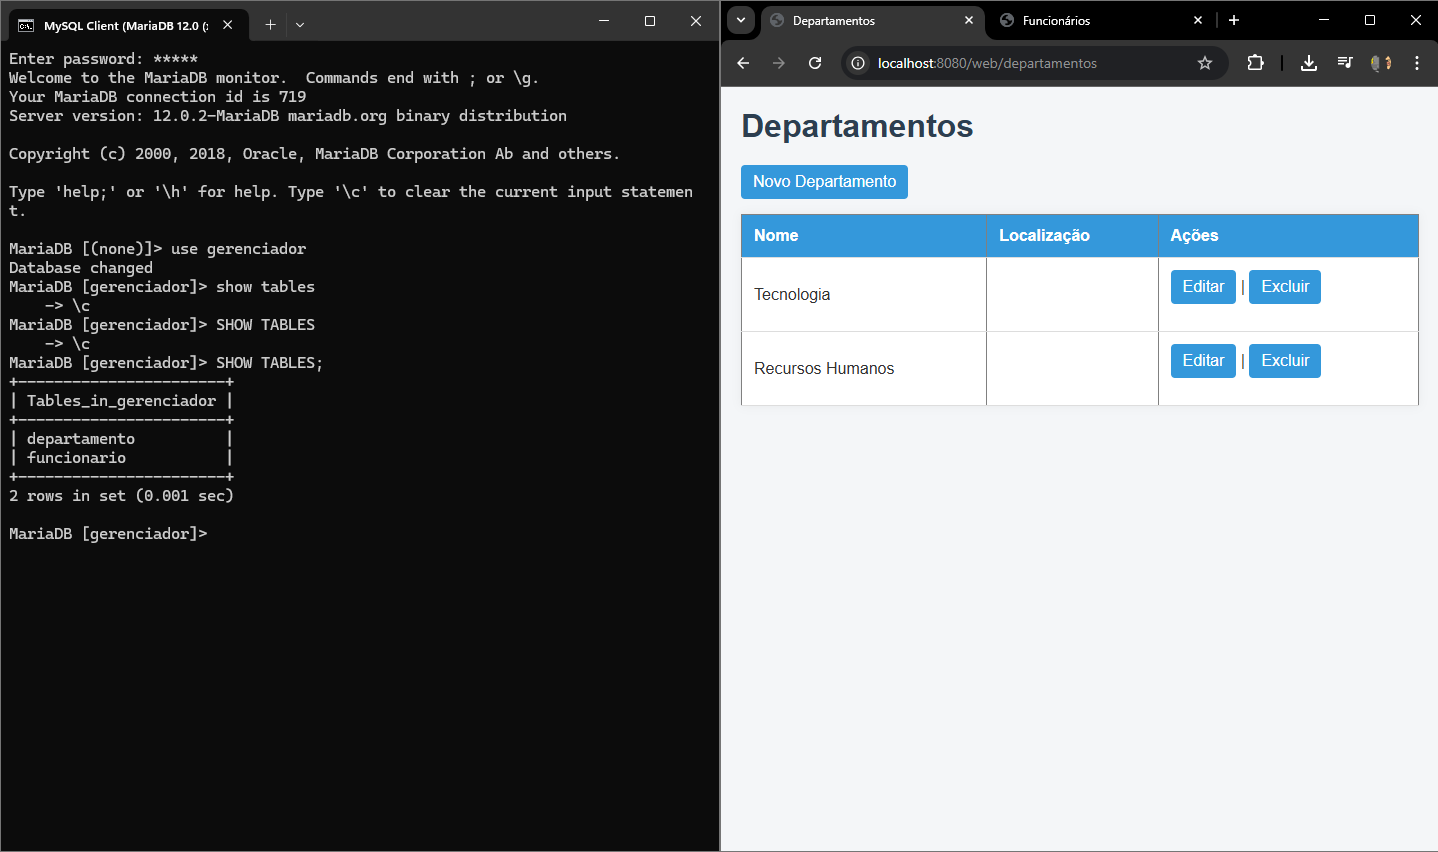 MySQL Client (MariaDB 12.0 (
Enter password: *****
Welcome to the MariaDB monitor.  Commands end with ; or \g.
Your MariaDB connection id is 719
Server version: 12.0.2-MariaDB mariadb.org binary distribution
Copyright (c) 2000, 2018, Oracle, MariaDB Corporation Ab and others.
Type 'help;' or '\h' for help. Type '\c' to clear the current input statemen
t.
MariaDB [(none)]> use gerenciador
Database changed
MariaDB [gerenciador]> show tables
    -> \c
MariaDB [gerenciador]> SHOW TABLES
    -> \c
MariaDB [gerenciador]> SHOW TABLES;
+-----------------------+
| Tables_in_gerenciador |
+-----------------------+
| departamento          |
| funcionario           |
+-----------------------+
2 rows in set (0.001 sec)
MariaDB [gerenciador]>
Departamentos
Funcionários
localhost:8080/web/departamentos
Departamentos
Novo Departamento
Nome Localização Ações
Tecnologia Editar | Excluir
Recursos Humanos Editar | Excluir